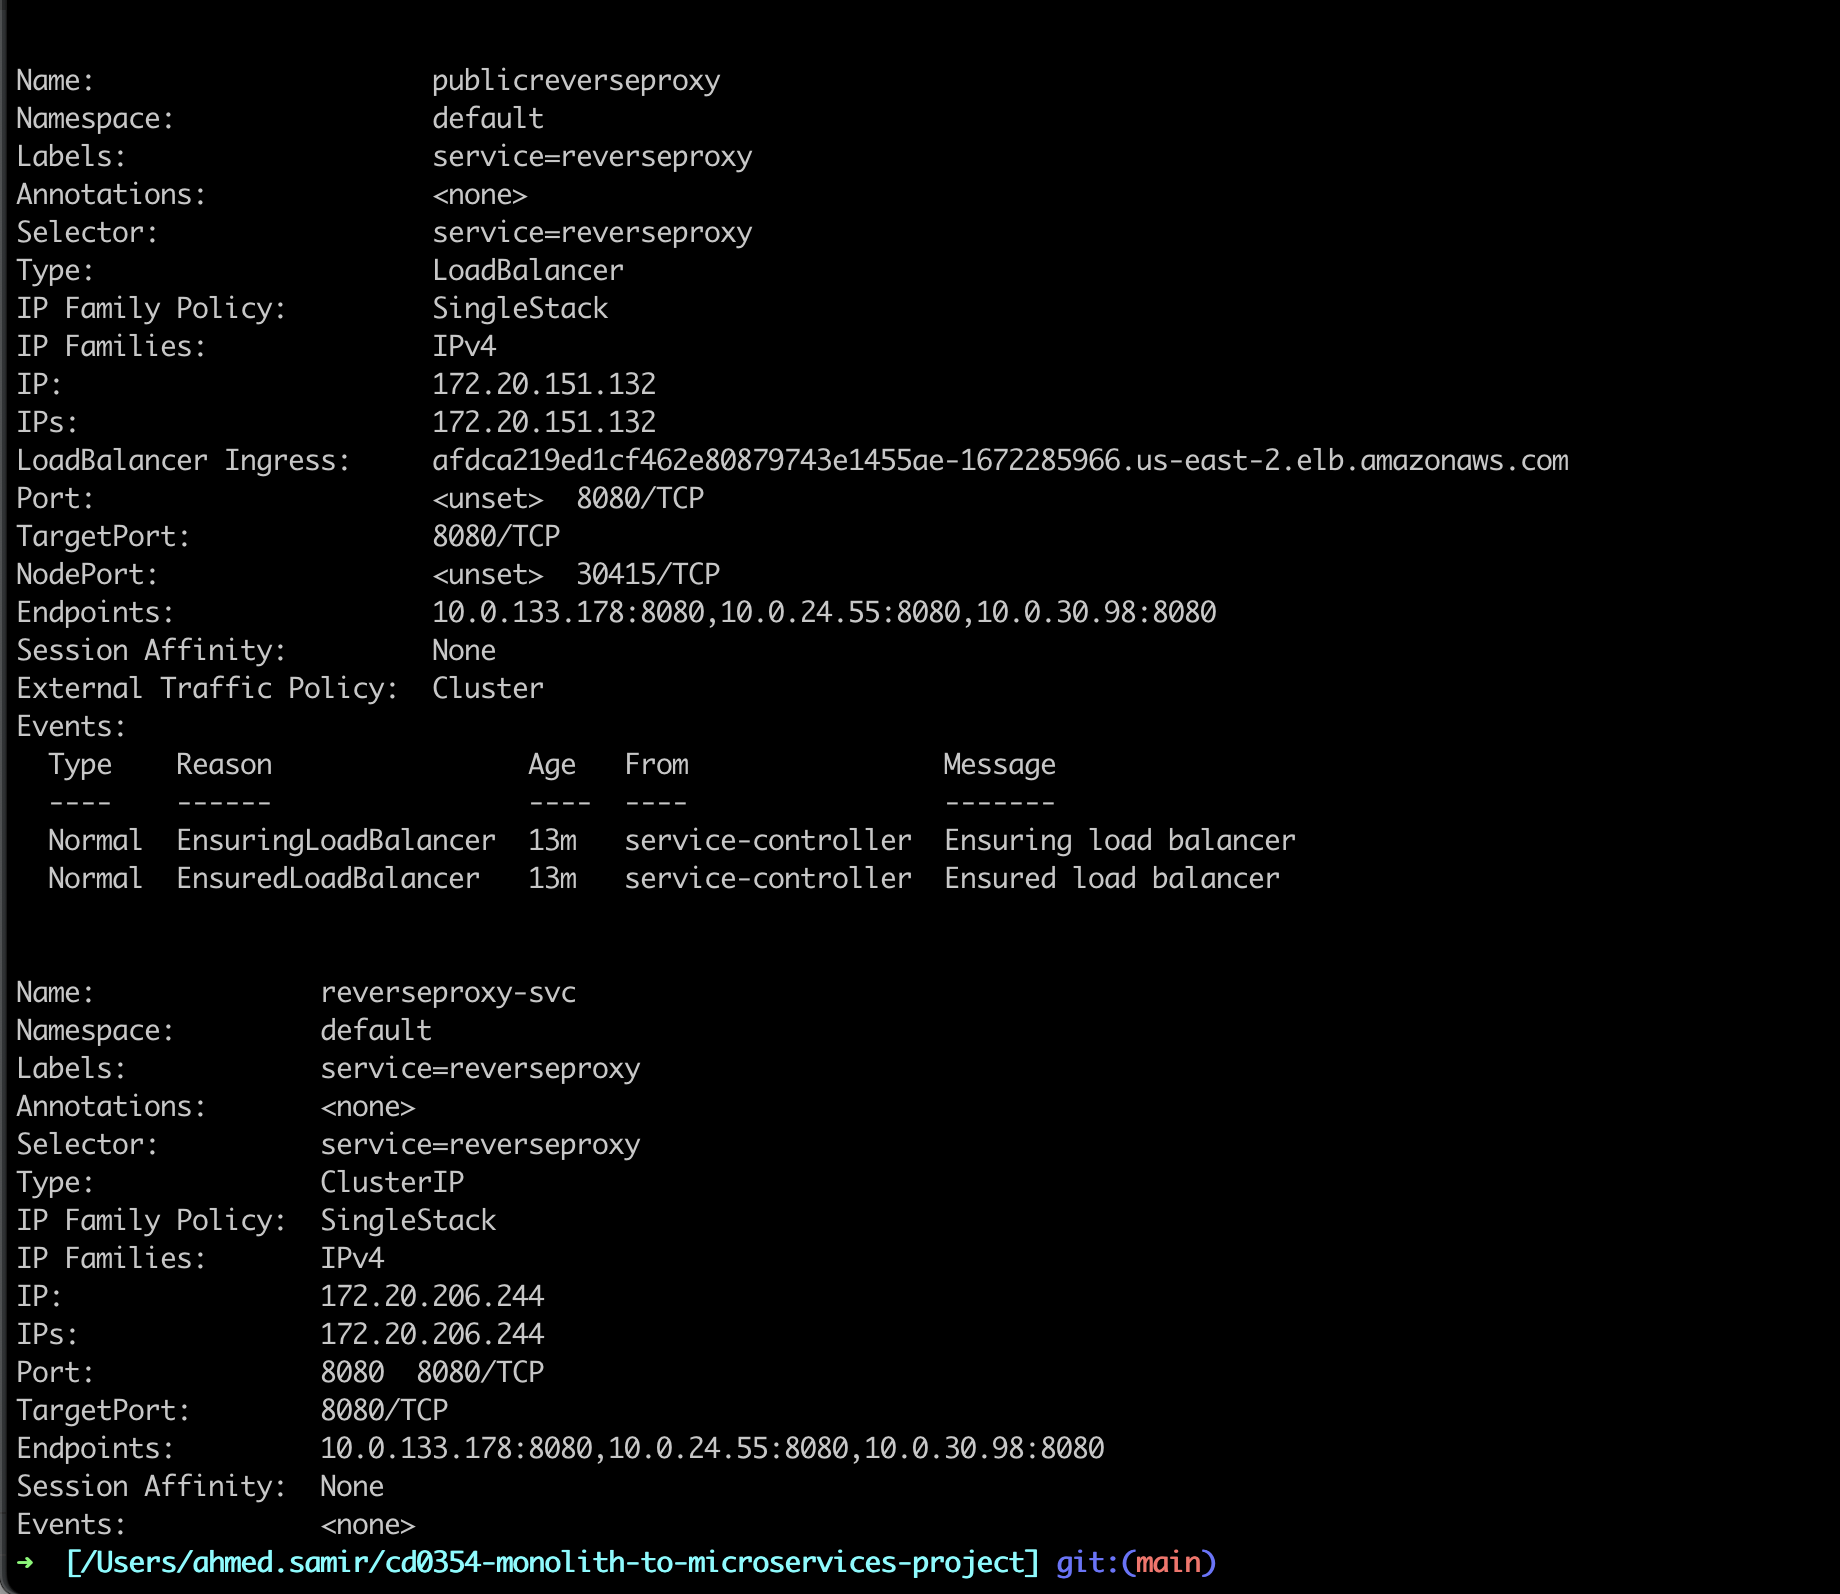 Name:                     publicreverseproxy
Namespace:                default
Labels:                   service=reverseproxy
Annotations:              <none>
Selector:                 service=reverseproxy
Type:                     LoadBalancer
IP Family Policy:         SingleStack
IP Families:              IPv4
IP:                       172.20.151.132
IPs:                      172.20.151.132
LoadBalancer Ingress:     afdca219ed1cf462e80879743e1455ae-1672285966.us-east-2.elb.amazonaws.com
Port:                     <unset>  8080/TCP
TargetPort:               8080/TCP
NodePort:                 <unset>  30415/TCP
Endpoints:                10.0.133.178:8080,10.0.24.55:8080,10.0.30.98:8080
Session Affinity:         None
External Traffic Policy:  Cluster
Events:
  Type    Reason                Age   From                Message
  ----    ------                ----  ----                -------
  Normal  EnsuringLoadBalancer  13m   service-controller  Ensuring load balancer
  Normal  EnsuredLoadBalancer   13m   service-controller  Ensured load balancer
Name:              reverseproxy-svc
Namespace:         default
Labels:            service=reverseproxy
Annotations:       <none>
Selector:          service=reverseproxy
Type:              ClusterIP
IP Family Policy:  SingleStack
IP Families:       IPv4
IP:                172.20.206.244
IPs:               172.20.206.244
Port:              8080  8080/TCP
TargetPort:        8080/TCP
Endpoints:         10.0.133.178:8080,10.0.24.55:8080,10.0.30.98:8080
Session Affinity:  None
Events:            <none>
➜  [/Users/ahmed.samir/cd0354-monolith-to-microservices-project] git:(main)